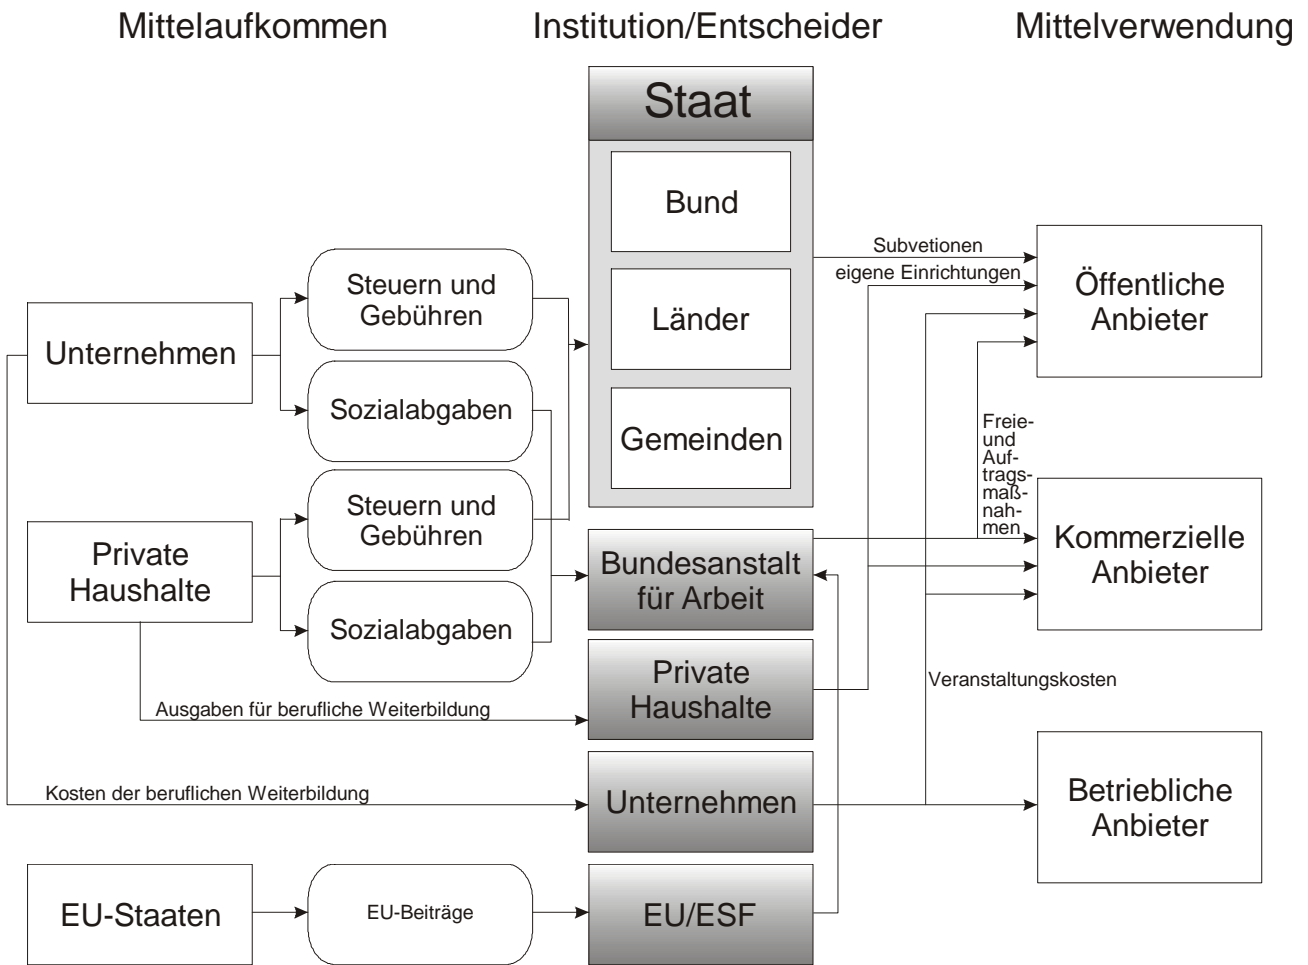 Mittelaufkommen
Institution/Entscheider
Mittelverwendung
Staat
Bund
Länder
Gemeinden
Unternehmen
Steuern und
Gebühren
Sozialabgaben
Private
Haushalte
Steuern und
Gebühren
Sozialabgaben
Ausgaben für berufliche Weiterbildung
Kosten der beruflichen Weiterbildung
EU-Staaten
EU-Beiträge
Bundesanstalt
für Arbeit
Private
Haushalte
Unternehmen
EU/ESF
Subvetionen
eigene Einrichtungen
Freie-
und
Auf-
trags-
maß-
nah-
men
Veranstaltungskosten
Öffentliche
Anbieter
Kommerzielle
Anbieter
Betriebliche
Anbieter